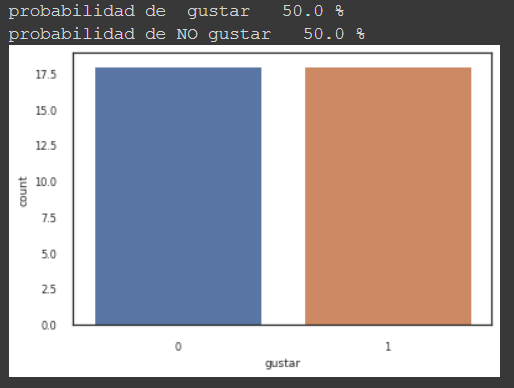 probabilidad de  gustar   50.0 %
probabilidad de NO gustar   50.0 %
17.5
15.0
12.5
10.0
7.5
5.0
2.5
0.0
count
0 1
gustar